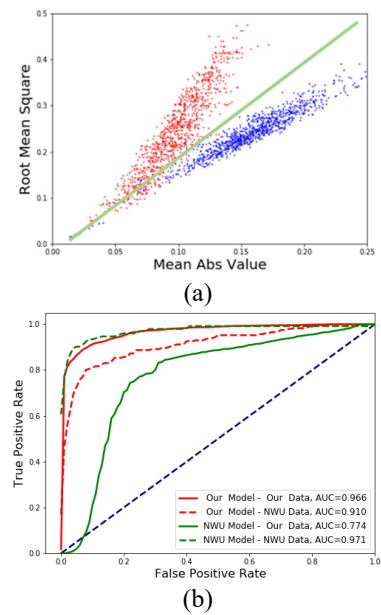 0.5
0.4
0.3
0.2
0.1
0.0
Root Mean Square
0.00 0.05 0.10 0.15 0.20 0.25
Mean Abs Value
(a)
1.0
0.8
0.6
0.4
0.2
0.0
True Positive Rate
Our Model - Our Data, AUC=0.966
Our Model - NWU Data, AUC=0.910
NWU Model - Our Data, AUC=0.774
NWU Model - NWU Data, AUC=0.971
0.0 0.2 0.4 0.6 0.8 1.0
False Positive Rate
(b)